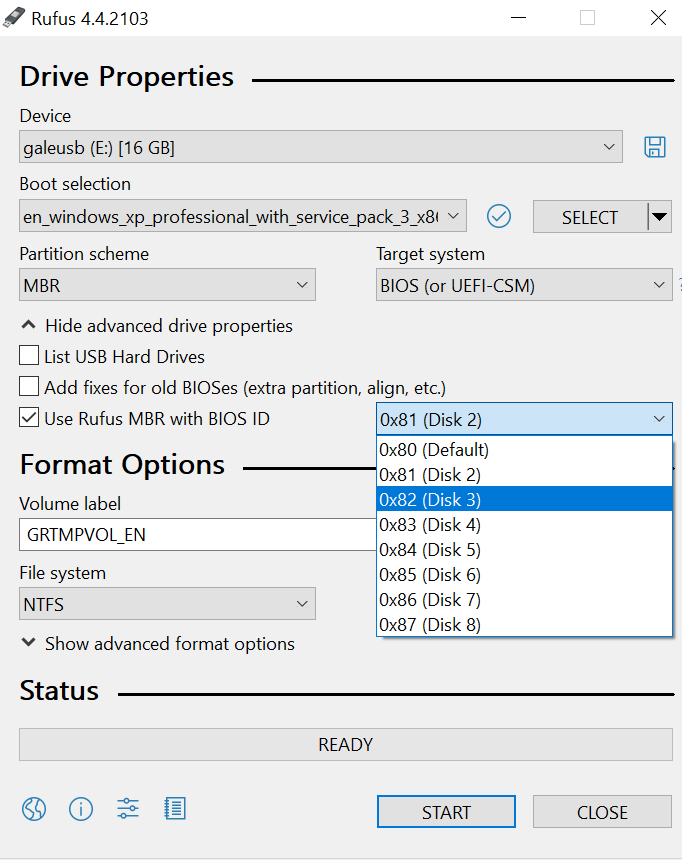 Rufus 4.4.2103
Drive Properties
Device
galeusb (E:) [16 GB]
Boot selection
en_windows_xp_professional_with_service_pack_3_x86
SELECT
Partition scheme
Target system
MBR
BIOS (or UEFI-CSM)
?
Hide advanced drive properties
List USB Hard Drives
Add fixes for old BIOSes (extra partition, align, etc.)
Use Rufus MBR with BIOS ID
0x81 (Disk 2)
0x80 (Default)
0x81 (Disk 2)
0x82 (Disk 3)
0x83 (Disk 4)
0x84 (Disk 5)
0x85 (Disk 6)
0x86 (Disk 7)
0x87 (Disk 8)
Format Options
Volume label
GRTMPVOL_EN
File system
NTFS
Show advanced format options
Status
READY
START
CLOSE